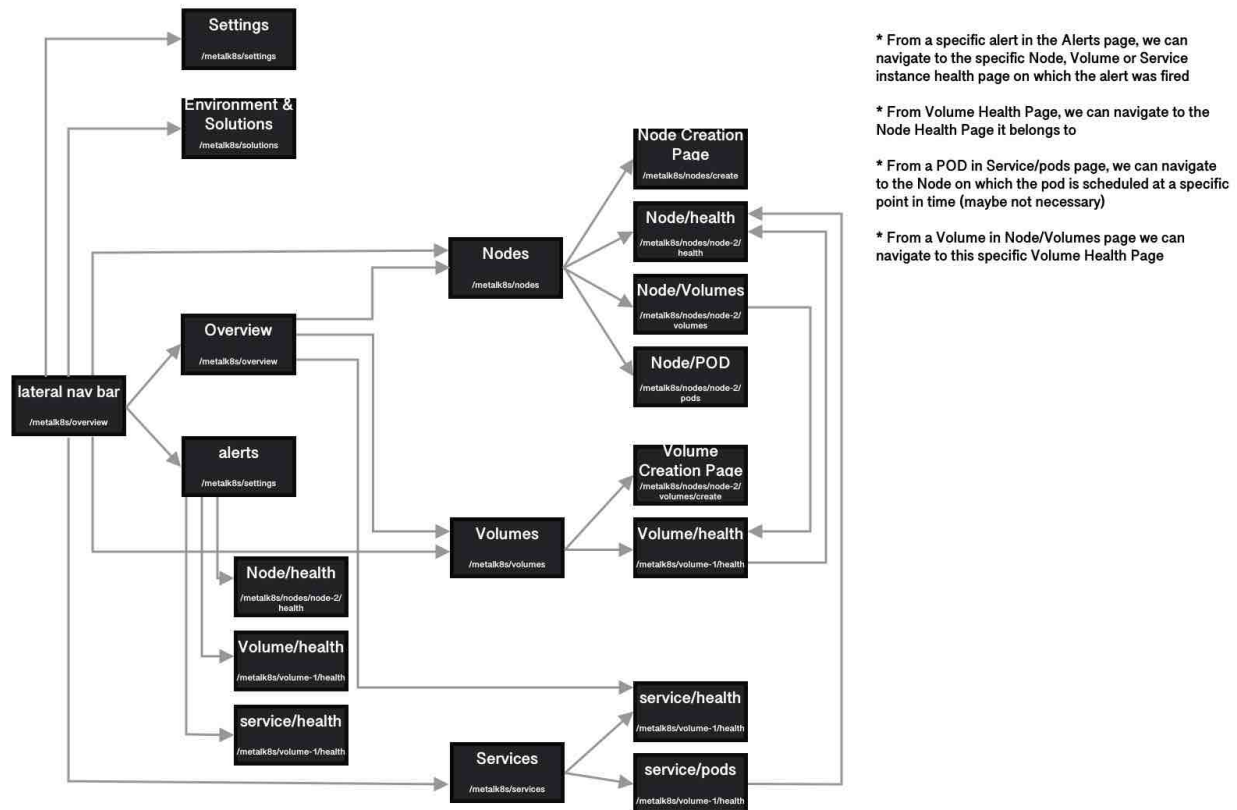 Settings
/metalk8s/settings
Environment &
Solutions
/metalk8s/solutions
lateral nav bar
/metalk8s/overview
Overview
/metalk8s/overview
alerts
/metalk8s/settings
Node/health
/metalk8s/nodes/node-2/
health
Volume/health
/metalk8s/volume-1/health
service/health
/metalk8s/volume-1/health
Nodes
/metalk8s/nodes
Volumes
/metalk8s/volumes
Services
/metalk8s/services
Node Creation
Page
/metalk8s/nodes/create
Node/health
/metalk8s/nodes/node-2/
health
Node/Volumes
/metalk8s/nodes/node-2/
volumes
Node/POD
/metalk8s/nodes/node-2/
pods
Volume
Creation Page
/metalk8s/nodes/node-2/
volumes/create
Volume/health
/metalk8s/volume-1/health
service/health
/metalk8s/volume-1/health
service/pods
/metalk8s/volume-1/health
* From a specific alert in the Alerts page, we can
navigate to the specific Node, Volume or Service
instance health page on which the alert was fired
* From Volume Health Page, we can navigate to the
Node Health Page it belongs to
* From a POD in Service/pods page, we can navigate
to the Node on which the pod is scheduled at a specific
point in time (maybe not necessary)
* From a Volume in Node/Volumes page we can
navigate to this specific Volume Health Page